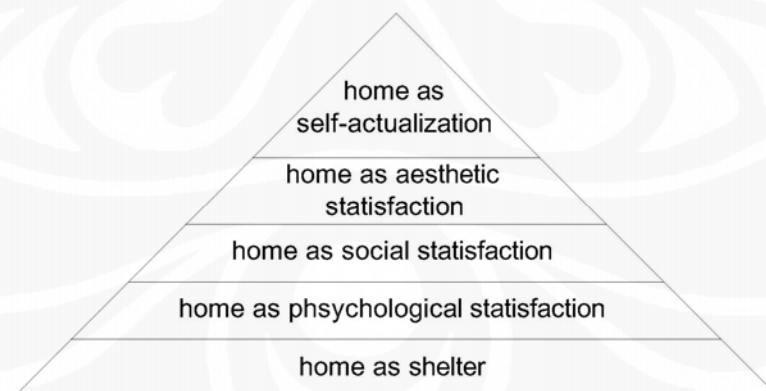 home as
self-actualization
home as aesthetic
statisfaction
home as social statisfaction
home as phsychological statisfaction
home as shelter